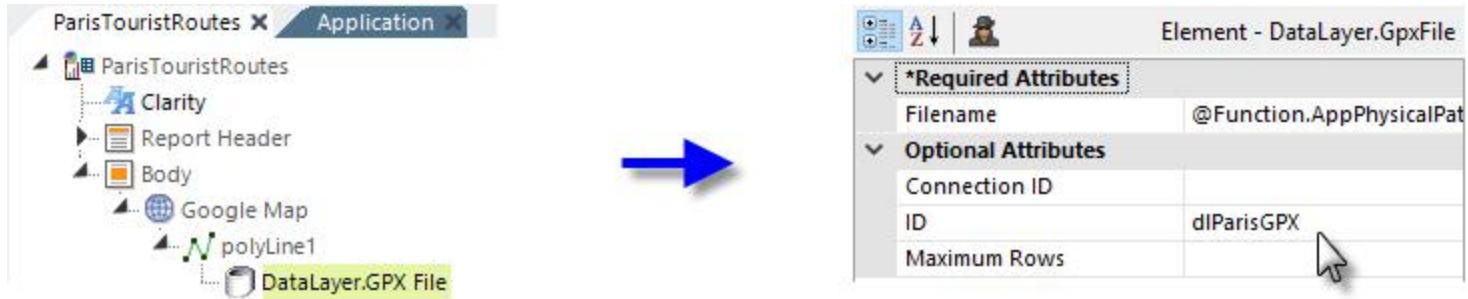 ParisTouristRoutes
Application
ParisTouristRoutes
Clarity
Report Header
Body
Google Map
polyLine1
DataLayer.GPX File
A
Z
Element - DataLayer.GpxFile
*Required Attributes
Filename @Function.AppPhysicalPat
Optional Attributes
Connection ID
ID dlParisGPX
Maximum Rows